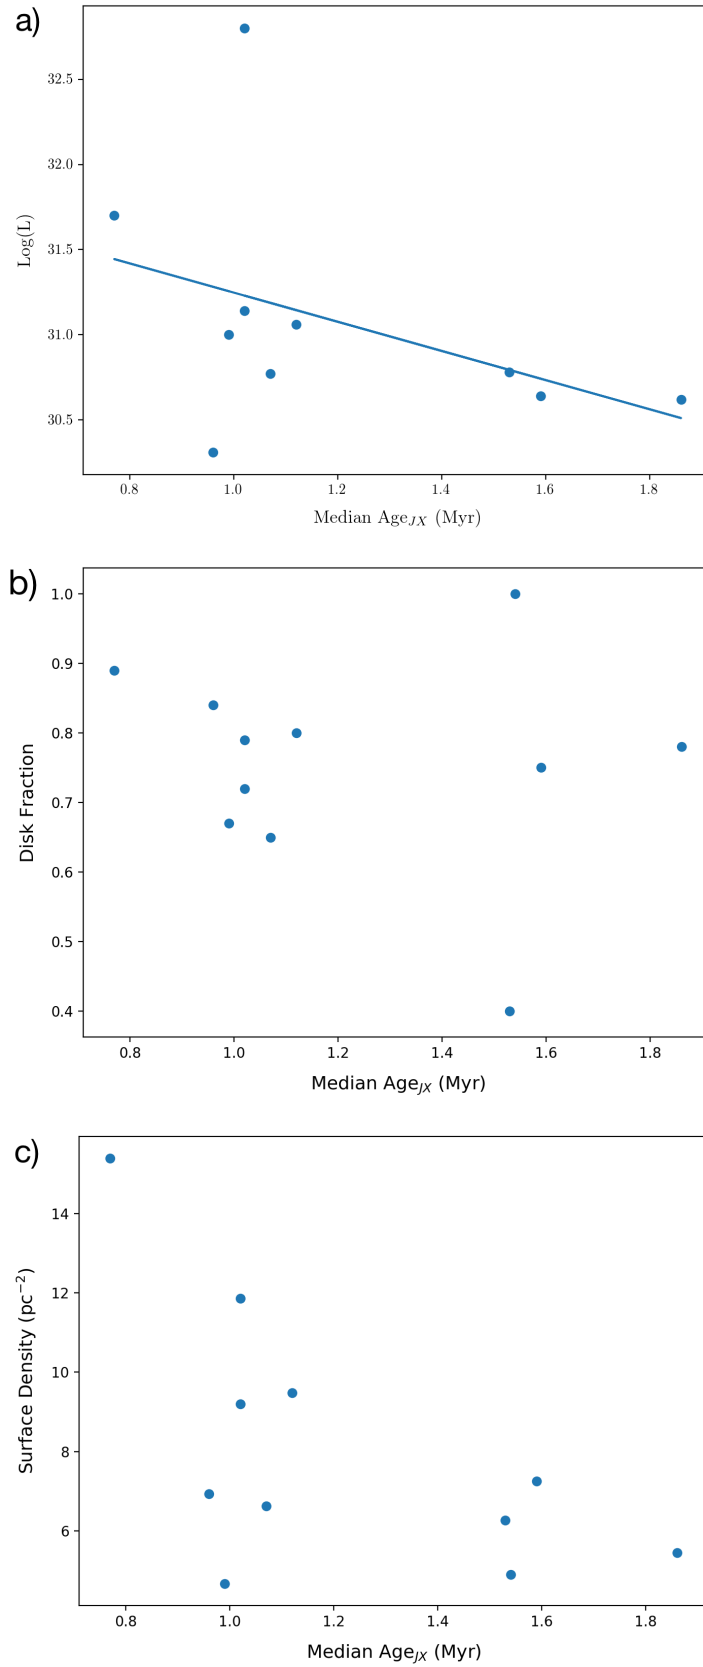 a)
32.5
32.0
31.5
31.0
30.5
Log(L)
0.8 1.0 1.2 1.4 1.6 1.8
Median Age_{JX} (Myr)
b)
1.0
0.9
0.8
0.7
0.6
0.5
0.4
Disk Fraction
0.8 1.0 1.2 1.4 1.6 1.8
Median Age_{JX} (Myr)
c)
14
12
10
8
6
Surface Density (pc⁻²)
0.8 1.0 1.2 1.4 1.6 1.8
Median Age_{JX} (Myr)